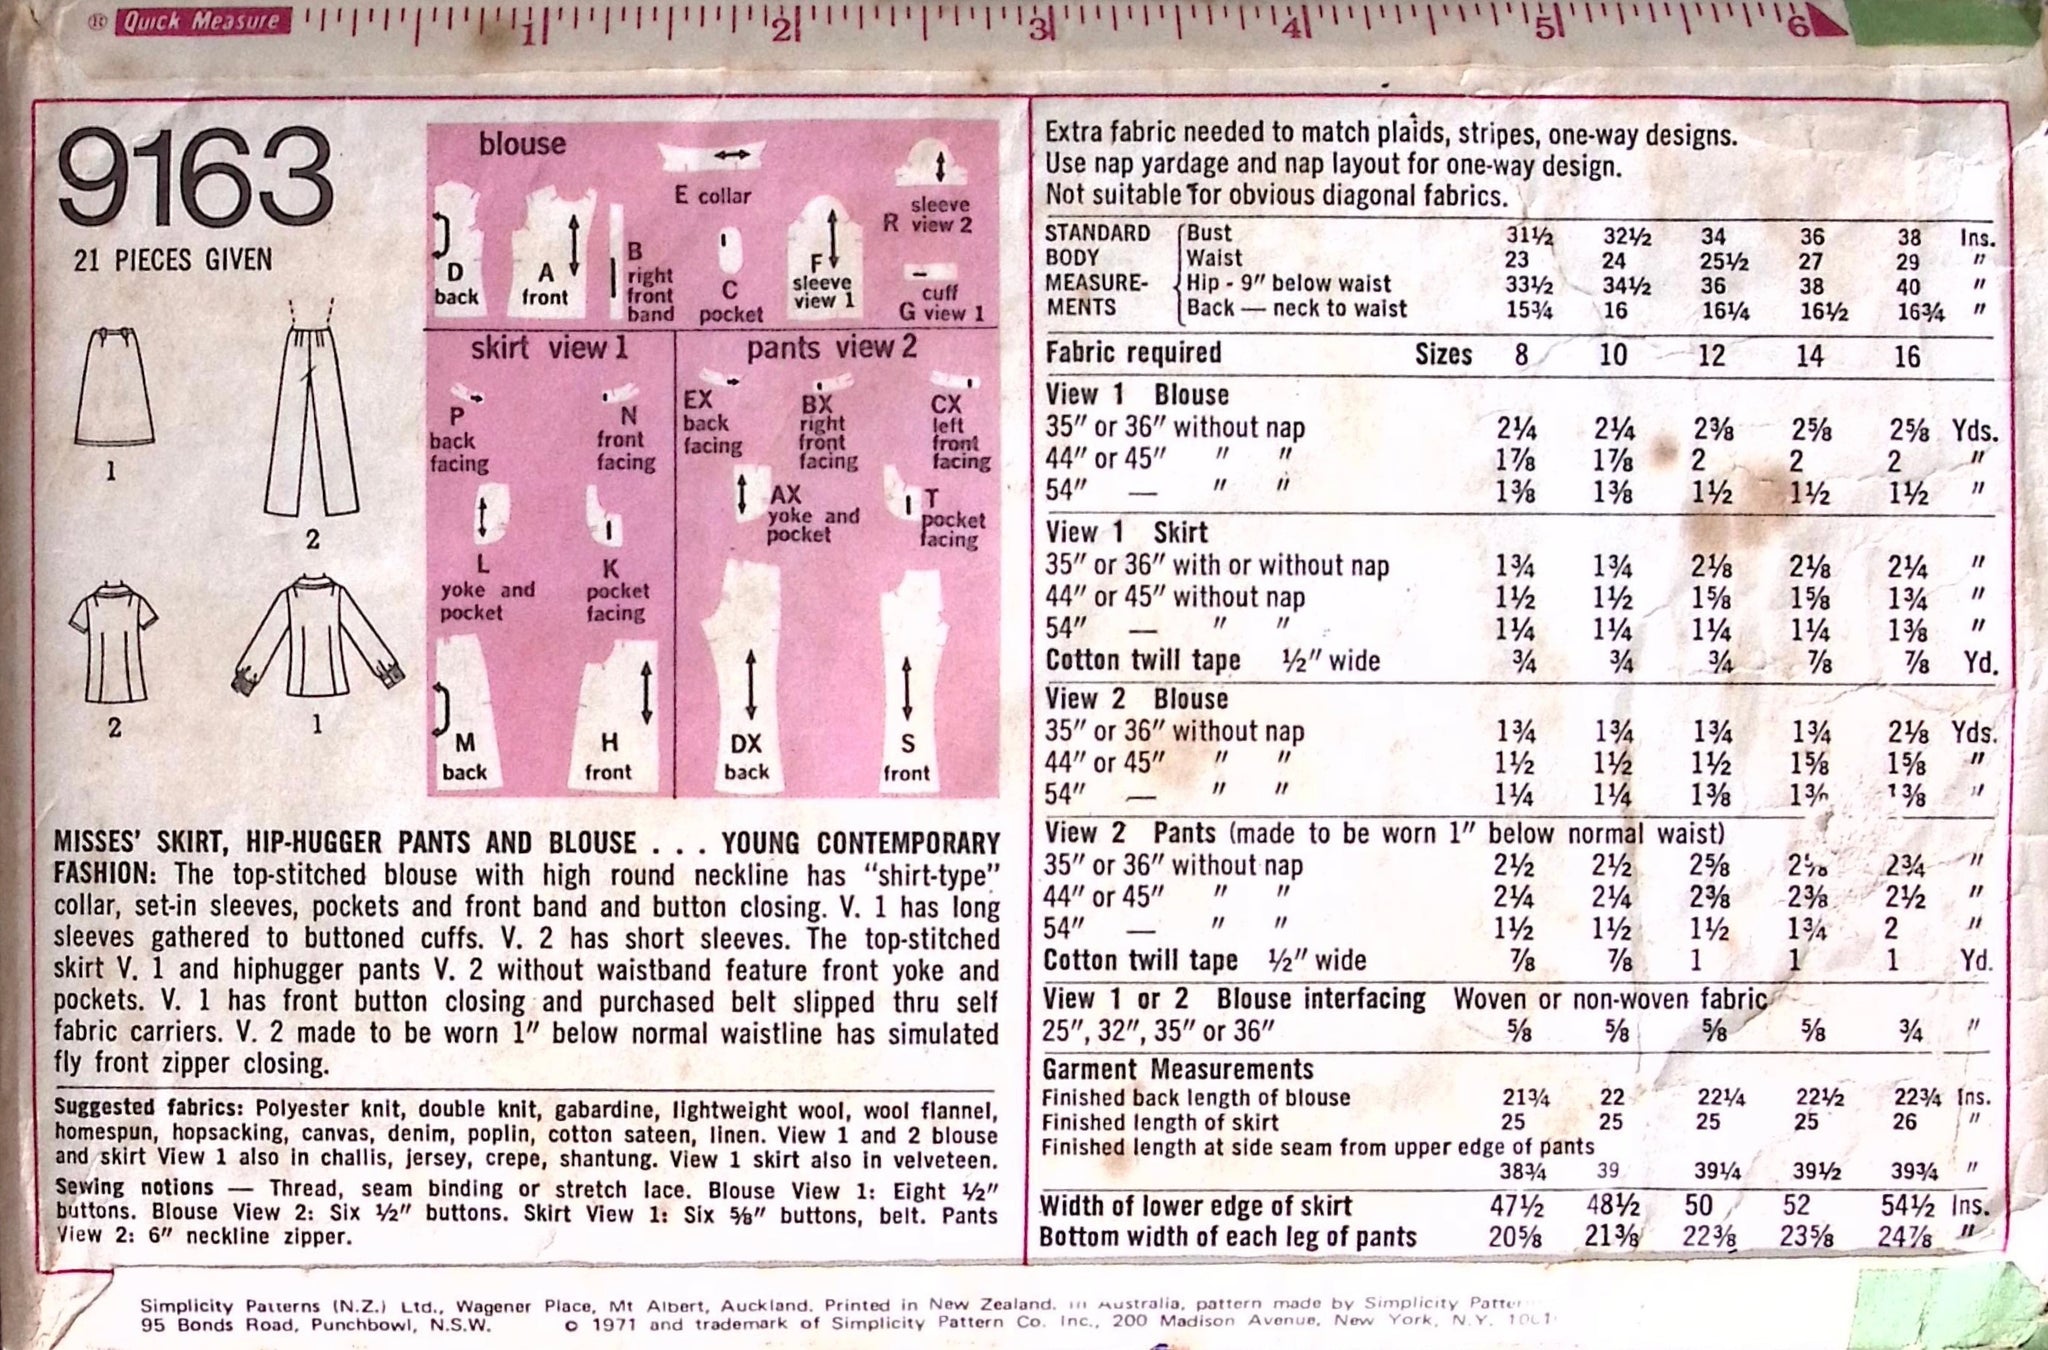 ® Quick Measure 1 2 3 4 5 6
9163
21 PIECES GIVEN
1
2
2
1
blouse
D
back
A
front
B
right
front
band
E collar
C
pocket
F
sleeve
view 1
sleeve
R view 2
cuff
G view 1
skirt view 1
P
back
facing
N
front
facing
L
yoke and
pocket
K
pocket
facing
M
back
H
front
pants view 2
EX
back
facing
BX
right
front
facing
CX
left
front
facing
AX
yoke and
pocket
T
pocket
facing
DX
back
S
front
MISSES' SKIRT, HIP-HUGGER PANTS AND BLOUSE . . . YOUNG CONTEMPORARY
FASHION: The top-stitched blouse with high round neckline has "shirt-type"
collar, set-in sleeves, pockets and front band and button closing. V. 1 has long
sleeves gathered to buttoned cuffs. V. 2 has short sleeves. The top-stitched
skirt V. 1 and hiphugger pants V. 2 without waistband feature front yoke and
pockets. V. 1 has front button closing and purchased belt slipped thru self
fabric carriers. V. 2 made to be worn 1" below normal waistline has simulated
fly front zipper closing.
Suggested fabrics: Polyester knit, double knit, gabardine, lightweight wool, wool flannel,
homespun, hopsacking, canvas, denim, poplin, cotton sateen, linen. View 1 and 2 blouse
and skirt View 1 also in challis, jersey, crepe, shantung. View 1 skirt also in velveteen.
Sewing notions — Thread, seam binding or stretch lace. Blouse View 1: Eight ½"
buttons. Blouse View 2: Six ½" buttons. Skirt View 1: Six ⅝" buttons, belt. Pants
View 2: 6" neckline zipper.
Extra fabric needed to match plaids, stripes, one-way designs.
Use nap yardage and nap layout for one-way design.
Not suitable for obvious diagonal fabrics.
STANDARD Bust 31½ 32½ 34 36 38 Ins.
BODY Waist 23 24 25½ 27 29 "
MEASURE- Hip - 9" below waist 33½ 34½ 36 38 40 "
MENTS Back — neck to waist 15¾ 16 16¼ 16½ 16¾ "
Fabric required Sizes 8 10 12 14 16
View 1 Blouse
35" or 36" without nap 2¼ 2¼ 2⅜ 2⅝ 2⅝ Yds.
44" or 45" " " 1⅞ 1⅞ 2 2 2 "
54" — " " 1⅜ 1⅜ 1½ 1½ 1½ "
View 1 Skirt
35" or 36" with or without nap 1¾ 1¾ 2⅛ 2⅛ 2¼ "
44" or 45" without nap 1½ 1½ 1⅝ 1⅝ 1¾ "
54" — " " 1¼ 1¼ 1¼ 1¼ 1⅜ "
Cotton twill tape ½" wide ¾ ¾ ¾ ⅞ ⅞ Yd.
View 2 Blouse
35" or 36" without nap 1¾ 1¾ 1¾ 1¾ 2⅛ Yds.
44" or 45" " " 1½ 1½ 1½ 1⅝ 1⅝ "
54" — " " 1¼ 1¼ 1⅜ 1⅜ 1⅜ "
View 2 Pants (made to be worn 1" below normal waist)
35" or 36" without nap 2½ 2½ 2⅝ 2⅝ 2¾ "
44" or 45" " " 2¼ 2¼ 2⅜ 2⅜ 2½ "
54" — " " 1½ 1½ 1½ 1¾ 2 "
Cotton twill tape ½" wide ⅞ ⅞ 1 1 1 Yd.
View 1 or 2 Blouse interfacing Woven or non-woven fabric
25", 32", 35" or 36" ⅝ ⅝ ⅝ ⅝ ¾ "
Garment Measurements
Finished back length of blouse 21¾ 22 22¼ 22½ 22¾ Ins.
Finished length of skirt 25 25 25 25 26 "
Finished length at side seam from upper edge of pants
38¾ 39 39¼ 39½ 39¾ "
Width of lower edge of skirt 47½ 48½ 50 52 54½ Ins.
Bottom width of each leg of pants 20⅝ 21⅜ 22⅜ 23⅝ 24⅞ "
Simplicity Patterns (N.Z.) Ltd., Wagener Place, Mt Albert, Auckland. Printed in New Zealand. In Australia, pattern made by Simplicity
95 Bonds Road, Punchbowl, N.S.W. © 1971 and trademark of Simplicity Pattern Co. Inc., 200 Madison Avenue, New York, N.Y.